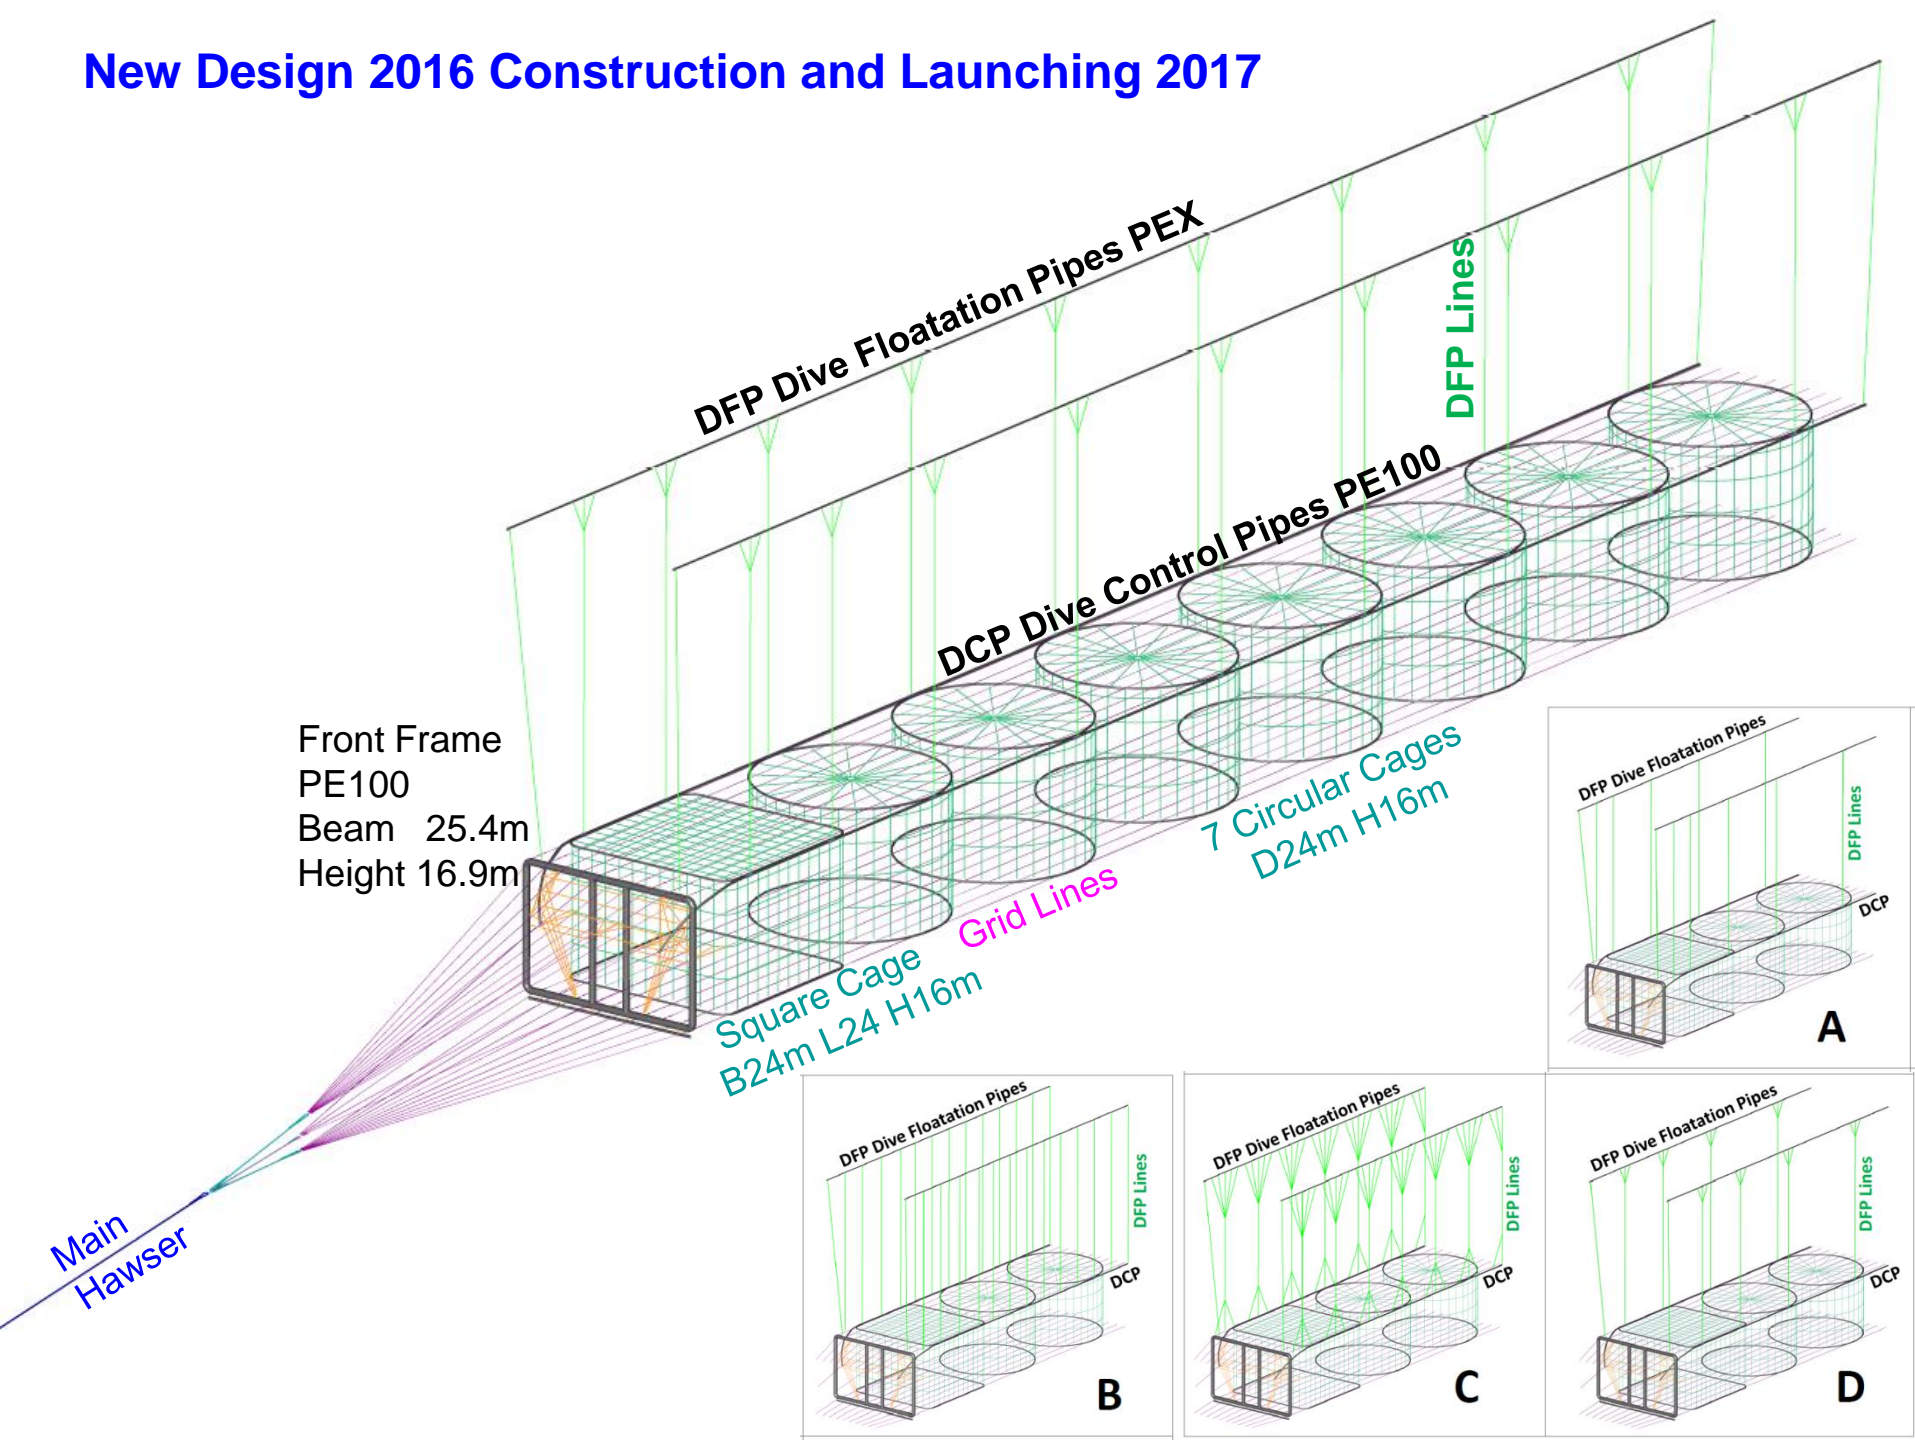 New Design 2016 Construction and Launching 2017
DFP Dive Floatation Pipes PEX
DFP Lines
DCP Dive Control Pipes PE100
Front Frame
PE100
Beam 25.4m
Height 16.9m
7 Circular Cages
D24m H16m
Grid Lines
Square Cage
B24m L24 H16m
Main
Hawser
DFP Dive Floatation Pipes
DFP Lines
DCP
A
DFP Dive Floatation Pipes
DFP Lines
DCP
B
DFP Dive Floatation Pipes
DFP Lines
DCP
C
DFP Dive Floatation Pipes
DFP Lines
DCP
D